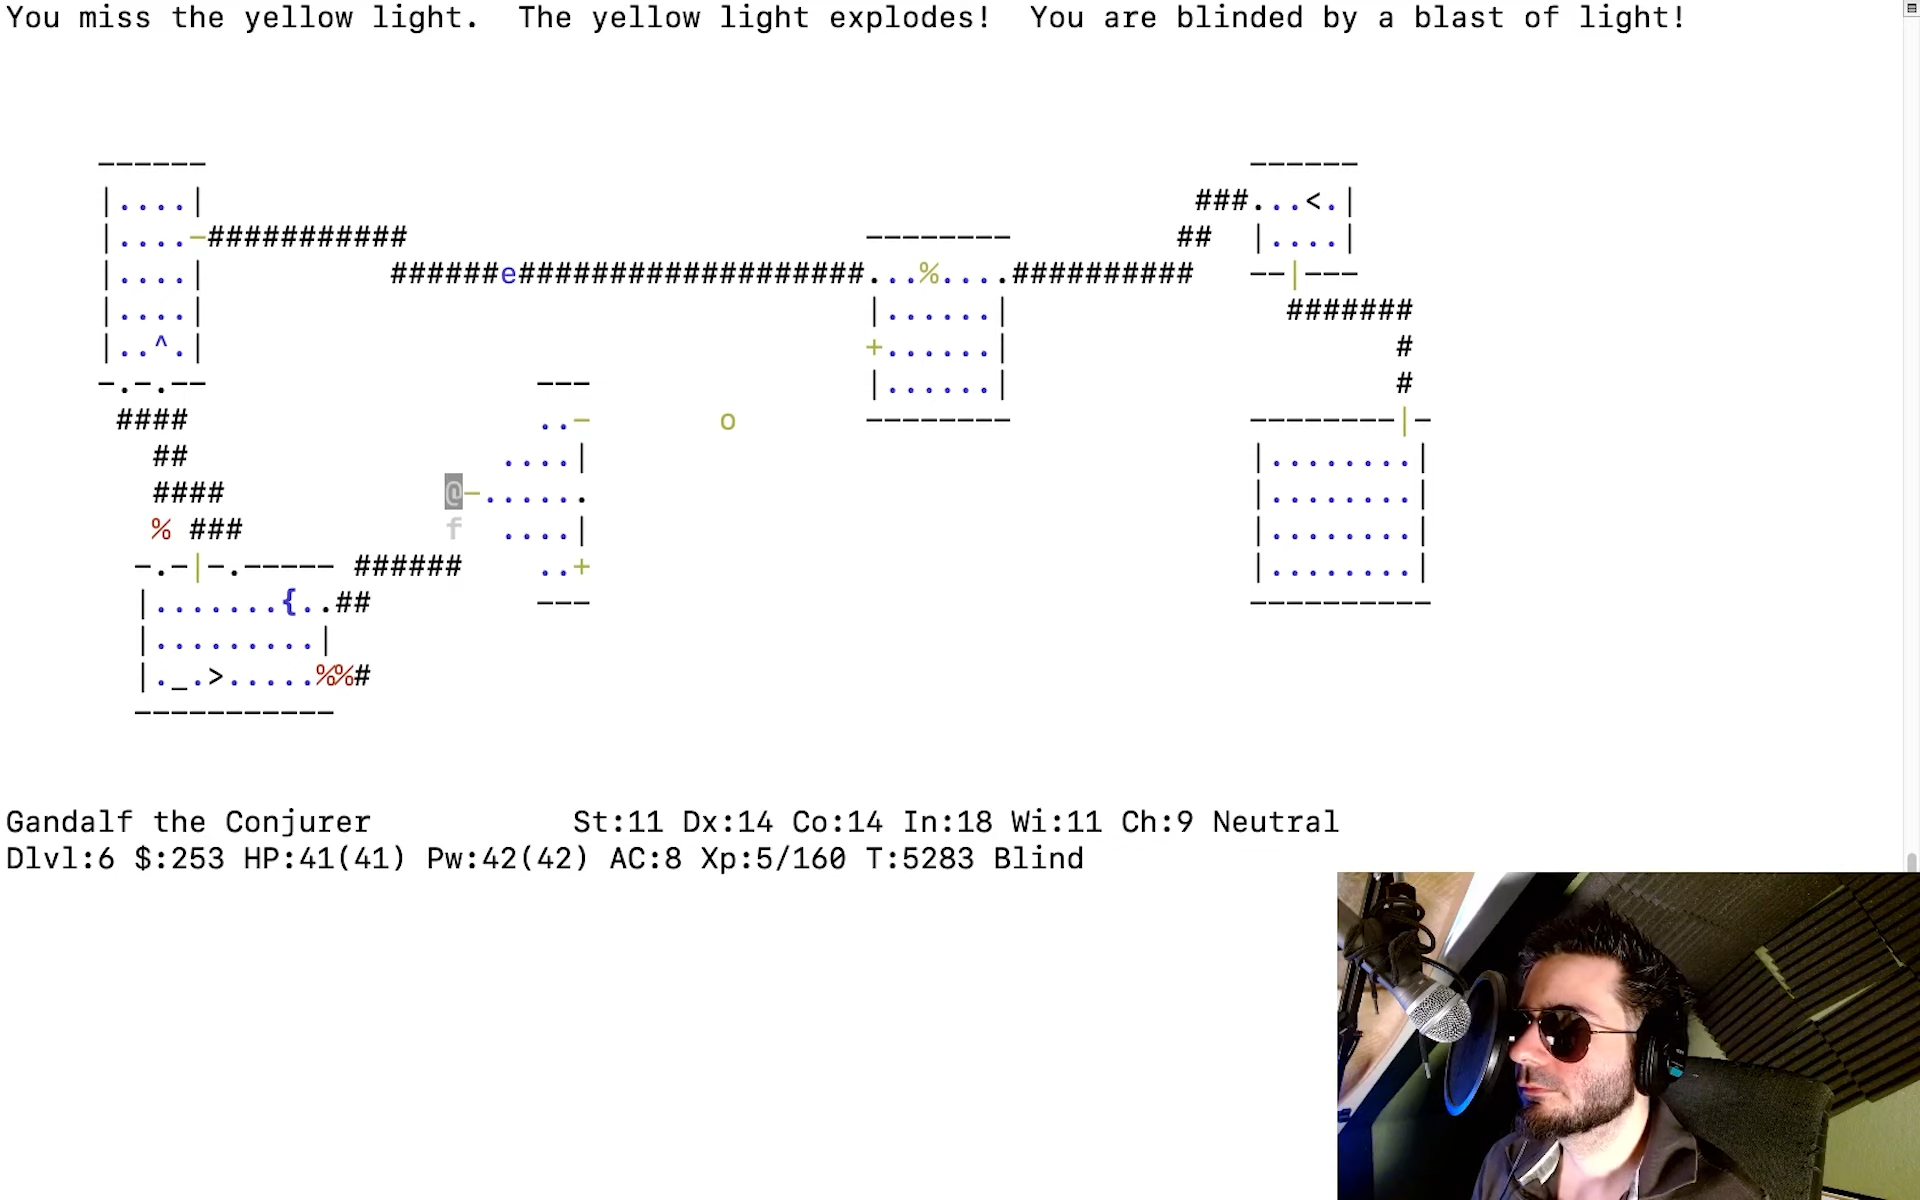 You miss the yellow light.  The yellow light explodes!  You are blinded by a blast of light!
------                                                         ------
|....|                                                      ###...<.|
|....-###########                         --------         ##  |....|
|....|          ######e###################...%....##########   --|---
|....|                                    |......|               #######
|..^.|                                    +......|                     #
-.-.--                  ---               |......|                     #
####                    ..-       o       --------             --------|-
##                    ....|                                    |........|
####            @-......                                       |........|
% ###           f  ....|                                       |........|
-.-|-.----- ######    ..+                                      |........|
|.......{..##         ---                                      ----------
|.........|
|._.>.....%%#
-----------
Gandalf the Conjurer           St:11 Dx:14 Co:14 In:18 Wi:11 Ch:9 Neutral
Dlvl:6 $:253 HP:41(41) Pw:42(42) AC:8 Xp:5/160 T:5283 Blind